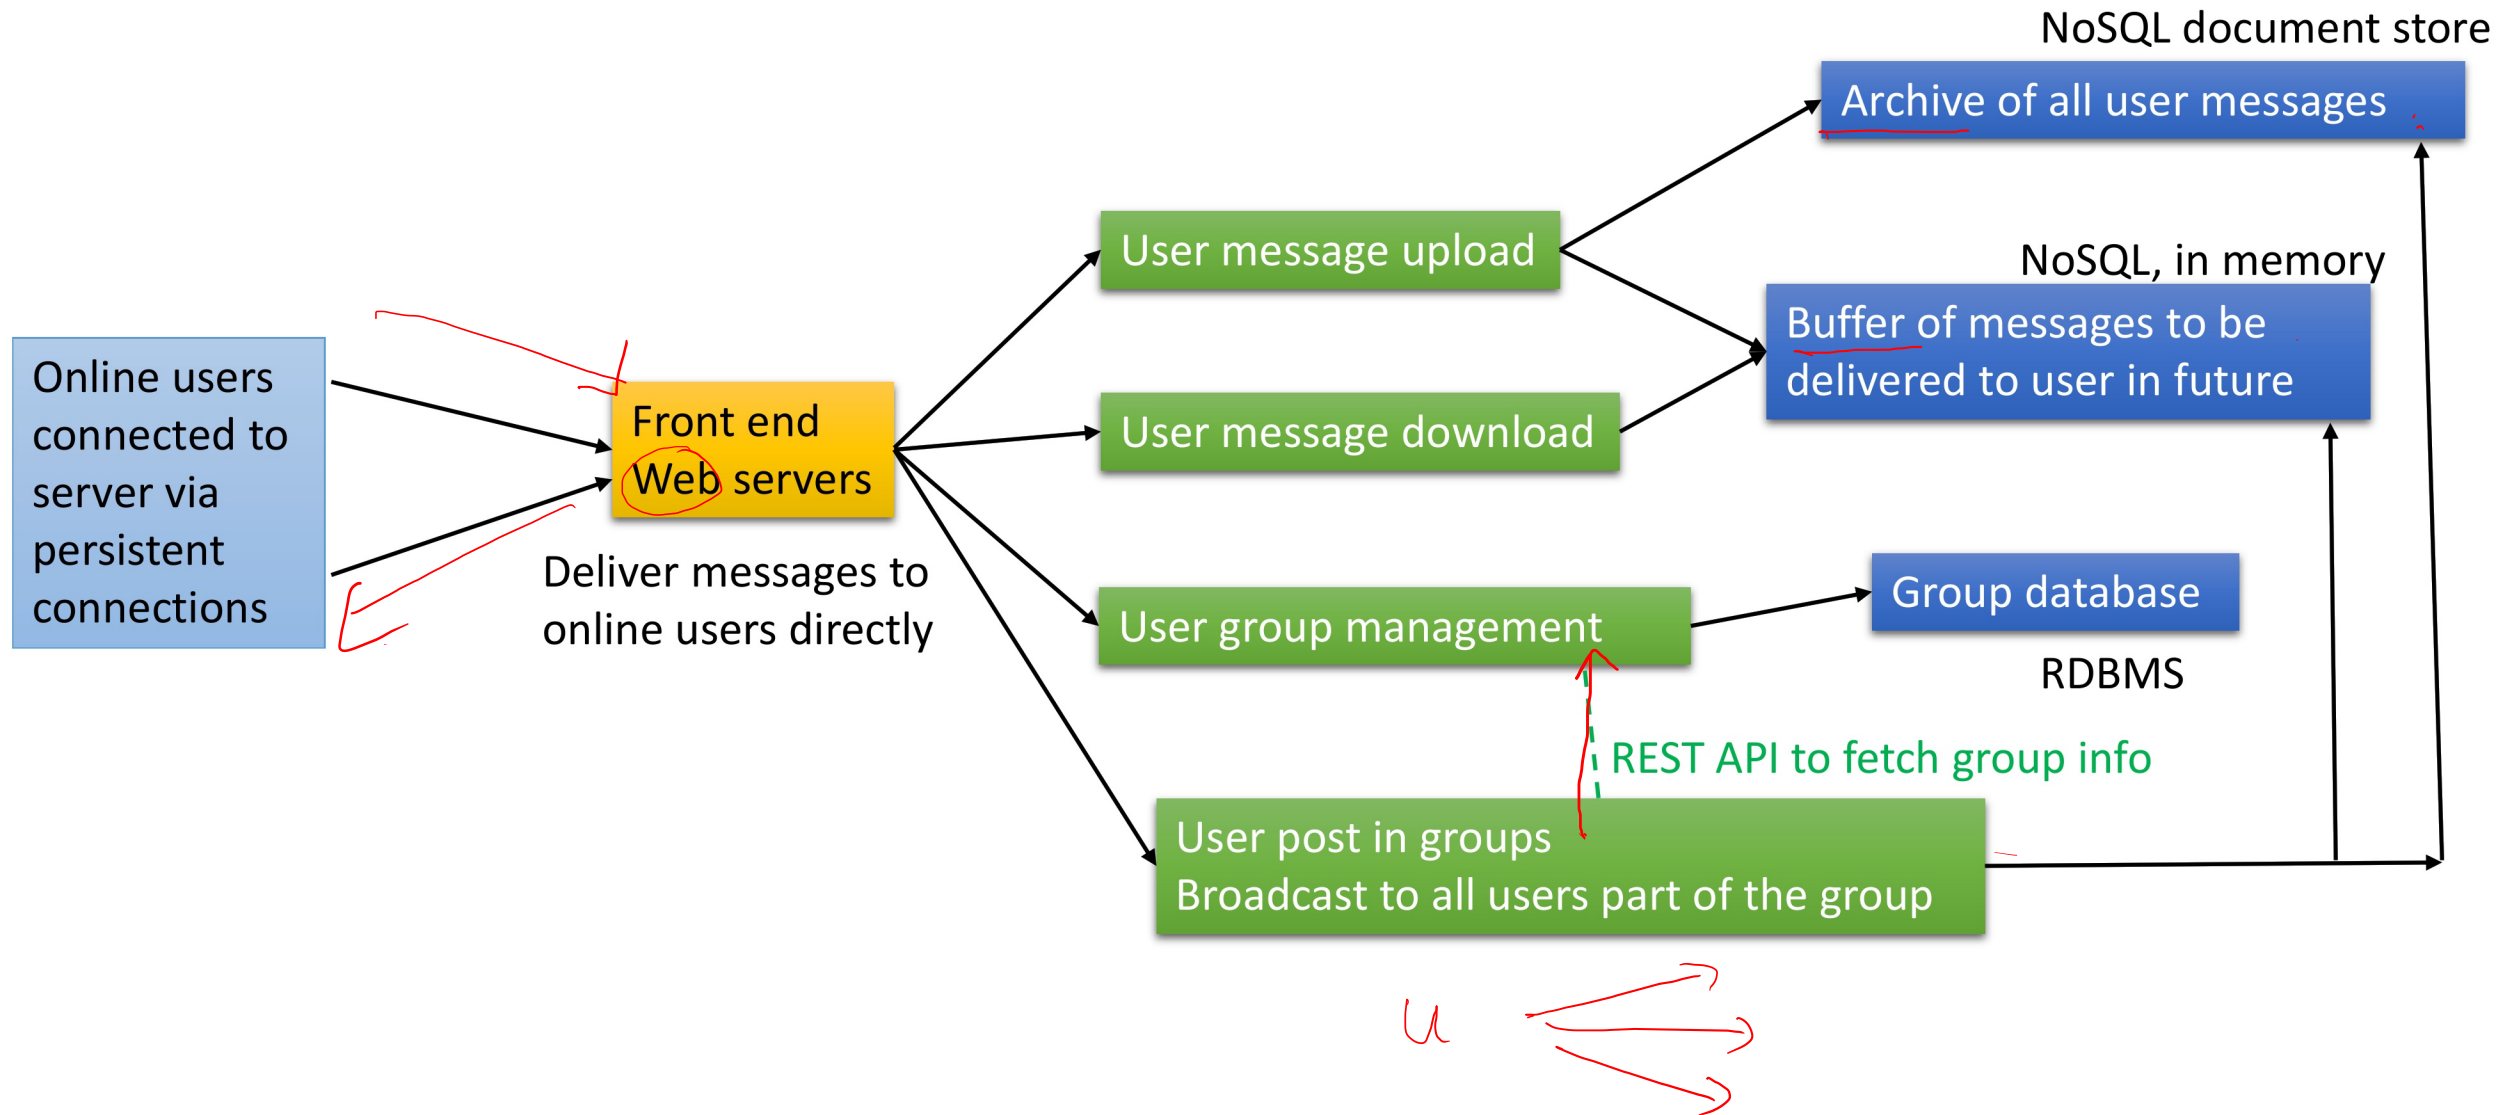 NoSQL document store
Archive of all user messages
User message upload
NoSQL, in memory
Buffer of messages to be
delivered to user in future
Online users
connected to
server via
persistent
connections
Front end
Web servers
User message download
Deliver messages to
online users directly
User group management
Group database
RDBMS
REST API to fetch group info
User post in groups
Broadcast to all users part of the group
u